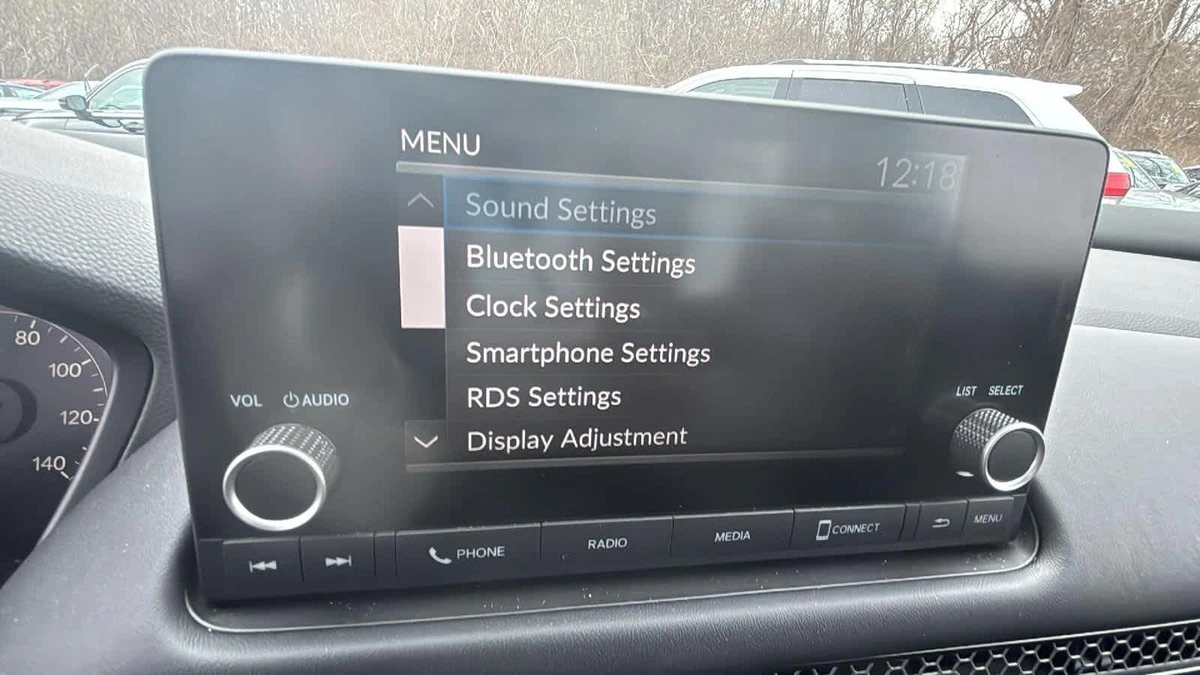 MENU
12:18
Sound Settings
Bluetooth Settings
Clock Settings
Smartphone Settings
RDS Settings
Display Adjustment
VOL AUDIO
LIST SELECT
PHONE
RADIO
MEDIA
CONNECT
MENU
80
100
120
140